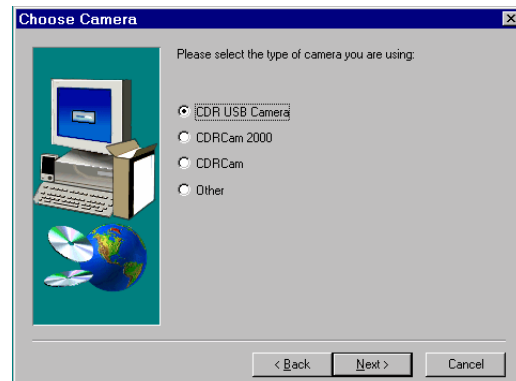 Choose Camera
Please select the type of camera you are using:
CDR USB Camera
CDRCam 2000
CDRCam
Other
< Back
Next >
Cancel